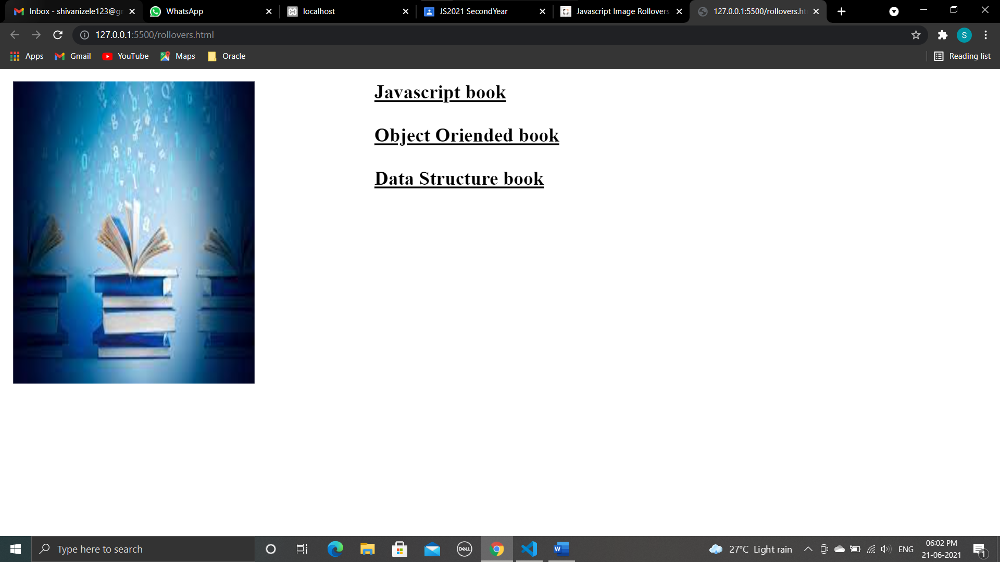 Inbox - shivanizele123@g
WhatsApp
localhost
JS2021 SecondYear
Javascript Image Rollovers
127.0.0.1:5500/rollovers.ht
127.0.0.1:5500/rollovers.html
S
Apps
Gmail
YouTube
Maps
Oracle
Reading list
Javascript book
Object Oriended book
Data Structure book
Type here to search
DELL
W
27°C Light rain
ENG
06:02 PM
21-06-2021
1